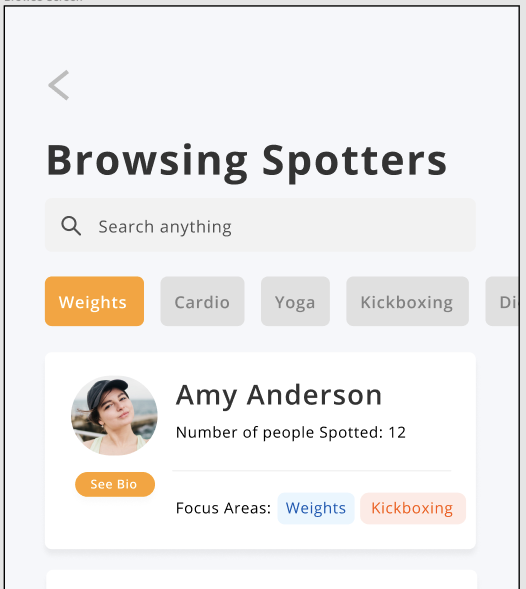 Browsing Spotters
Search anything
Weights Cardio Yoga Kickboxing
Amy Anderson
Number of people Spotted: 12
See Bio
Focus Areas: Weights Kickboxing